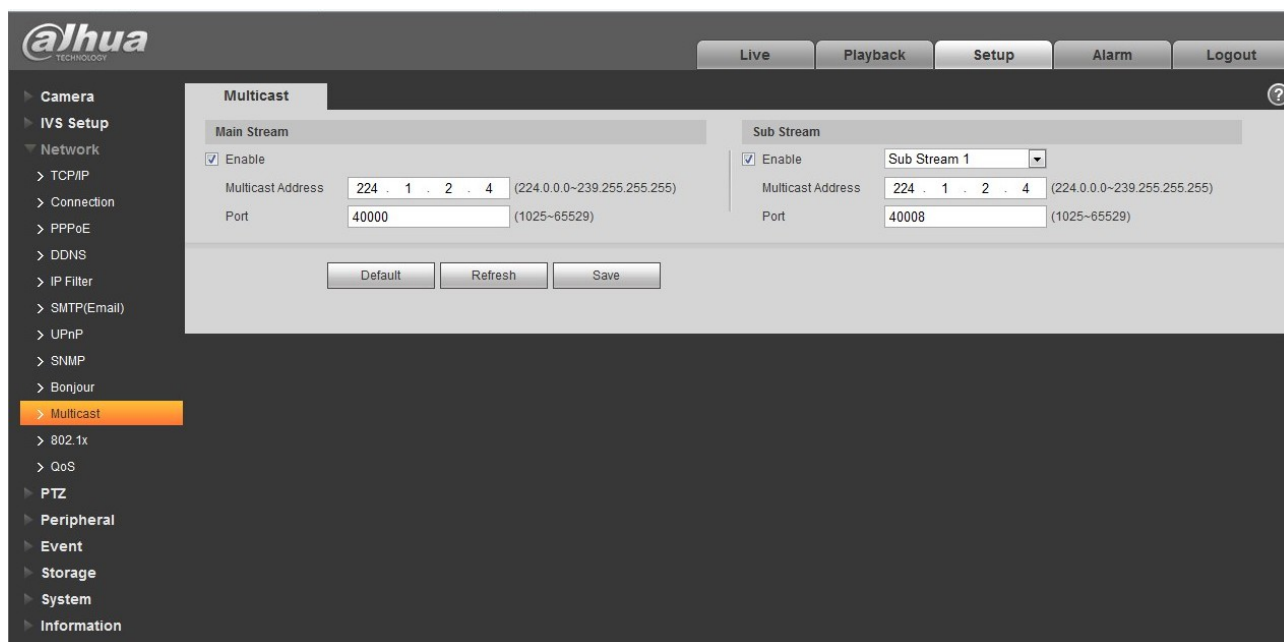 alhua
TECHNOLOGY
Live Playback Setup Alarm Logout
Camera
IVS Setup
Network
> TCP/IP
> Connection
> PPPoE
> DDNS
> IP Filter
> SMTP(Email)
> UPnP
> SNMP
> Bonjour
> Multicast
> 802.1x
> QoS
PTZ
Peripheral
Event
Storage
System
Information
Multicast
?
Main Stream
Enable
Multicast Address 224 . 1 . 2 . 4 (224.0.0.0~239.255.255.255)
Port 40000 (1025~65529)
Sub Stream
Enable Sub Stream 1
Multicast Address 224 . 1 . 2 . 4 (224.0.0.0~239.255.255.255)
Port 40008 (1025~65529)
Default Refresh Save